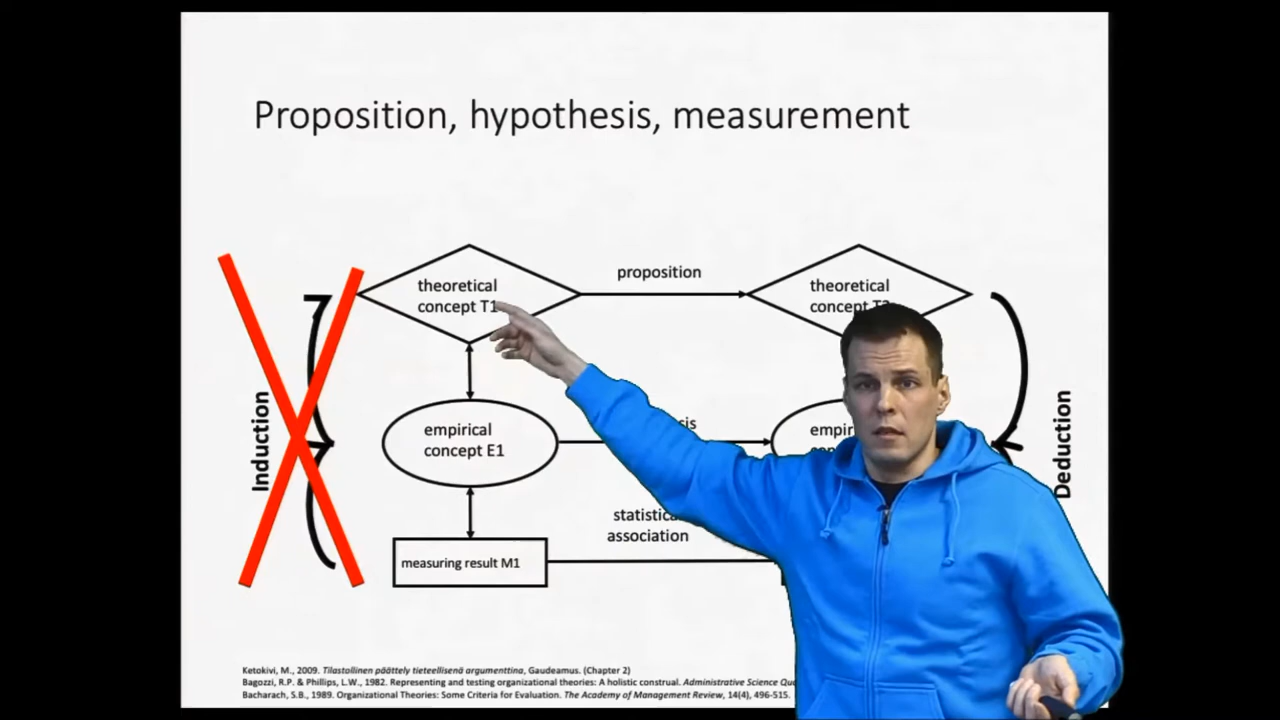 Proposition, hypothesis, measurement
proposition
theoretical
concept T1
theoretical
concept
empirical
concept E1
statistical
association
measuring result M1
Induction
Deduction
Ketokivi, M., 2009. Tilastollinen päättely tieteellisenä argumenttina, Gaudeamus. (Chapter 2)
Bagozzi, R.P. & Phillips, L.W., 1982. Representing and testing organizational theories: A holistic construal. Administrative Science
Bacharach, S.B., 1989. Organizational Theories: Some Criteria for Evaluation. The Academy of Management Review, 14(4), 496-515.